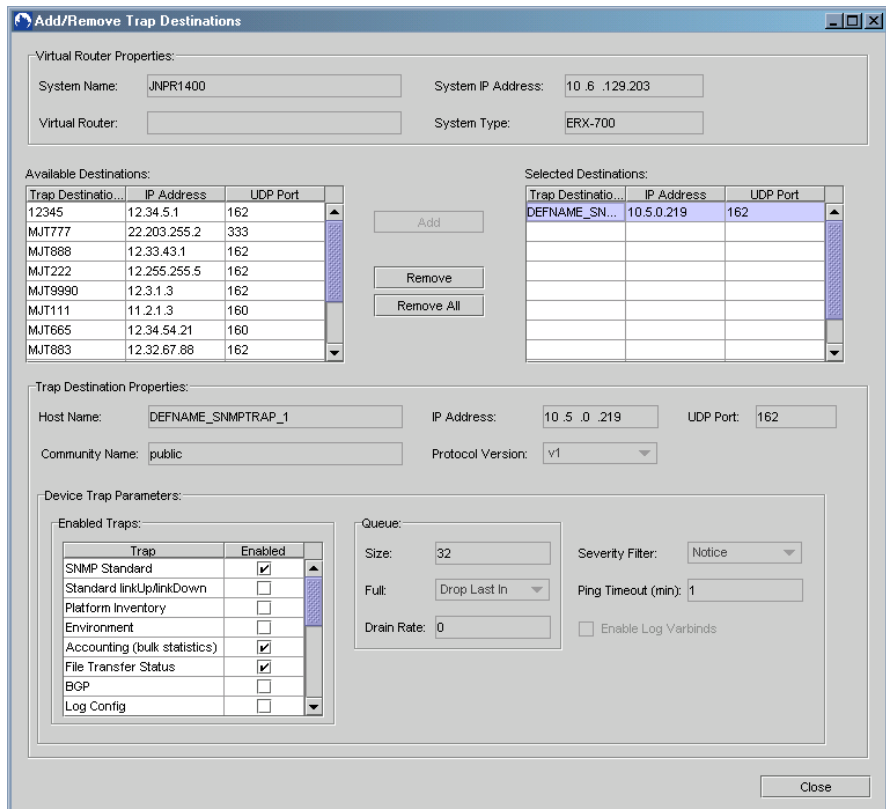 Add/Remove Trap Destinations
Virtual Router Properties:
System Name: JNPR1400 System IP Address: 10 .6 .129.203
Virtual Router: System Type: ERX-700
Available Destinations: Selected Destinations:
Trap Destinatio... IP Address UDP Port Trap Destinatio... IP Address UDP Port
12345 12.34.5.1 162 DEFNAME_SN... 10.5.0.219 162
MJT777 22.203.255.2 333 Add
MJT888 12.33.43.1 162
MJT222 12.255.255.5 162
MJT9990 12.3.1.3 162 Remove
MJT111 11.2.1.3 160 Remove All
MJT665 12.34.54.21 160
MJT883 12.32.67.88 162
Trap Destination Properties:
Host Name: DEFNAME_SNMPTRAP_1 IP Address: 10 .5 .0 .219 UDP Port: 162
Community Name: public Protocol Version: v1
Device Trap Parameters:
Enabled Traps: Queue:
Trap Enabled
Size: 32 Severity Filter: Notice
SNMP Standard
Standard linkUp/linkDown
Full: Drop Last In Ping Timeout (min): 1
Platform Inventory
Environment
Drain Rate: 0 Enable Log Varbinds
Accounting (bulk statistics)
File Transfer Status
BGP
Log Config
Close